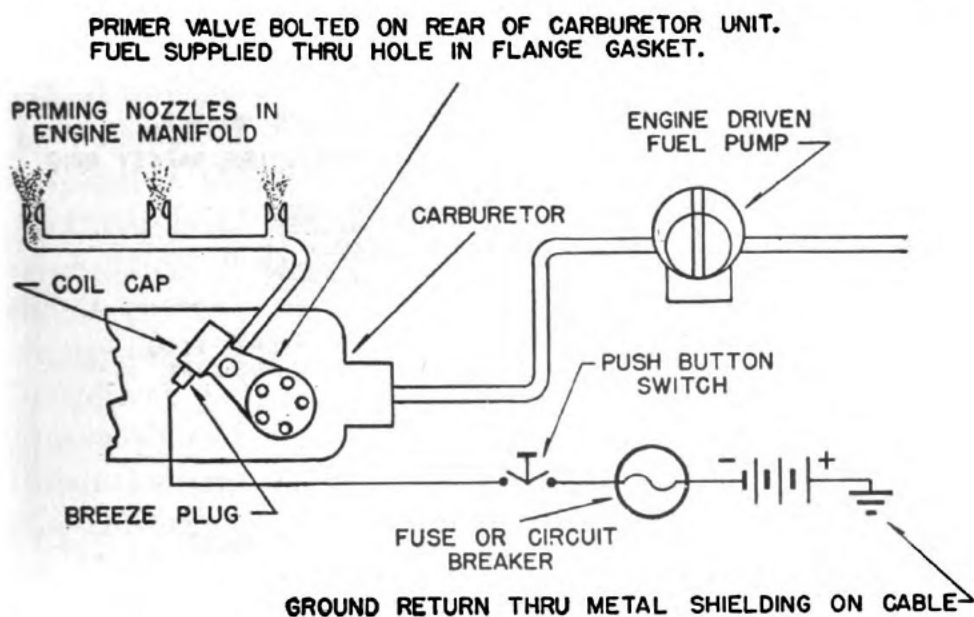 PRIMER VALVE BOLTED ON REAR OF CARBURETOR UNIT.
FUEL SUPPLIED THRU HOLE IN FLANGE GASKET.
PRIMING NOZZLES IN
ENGINE MANIFOLD
ENGINE DRIVEN
FUEL PUMP
CARBURETOR
COIL CAP
PUSH BUTTON
SWITCH
- +
BREEZE PLUG
FUSE OR CIRCUIT
BREAKER
GROUND RETURN THRU METAL SHIELDING ON CABLE